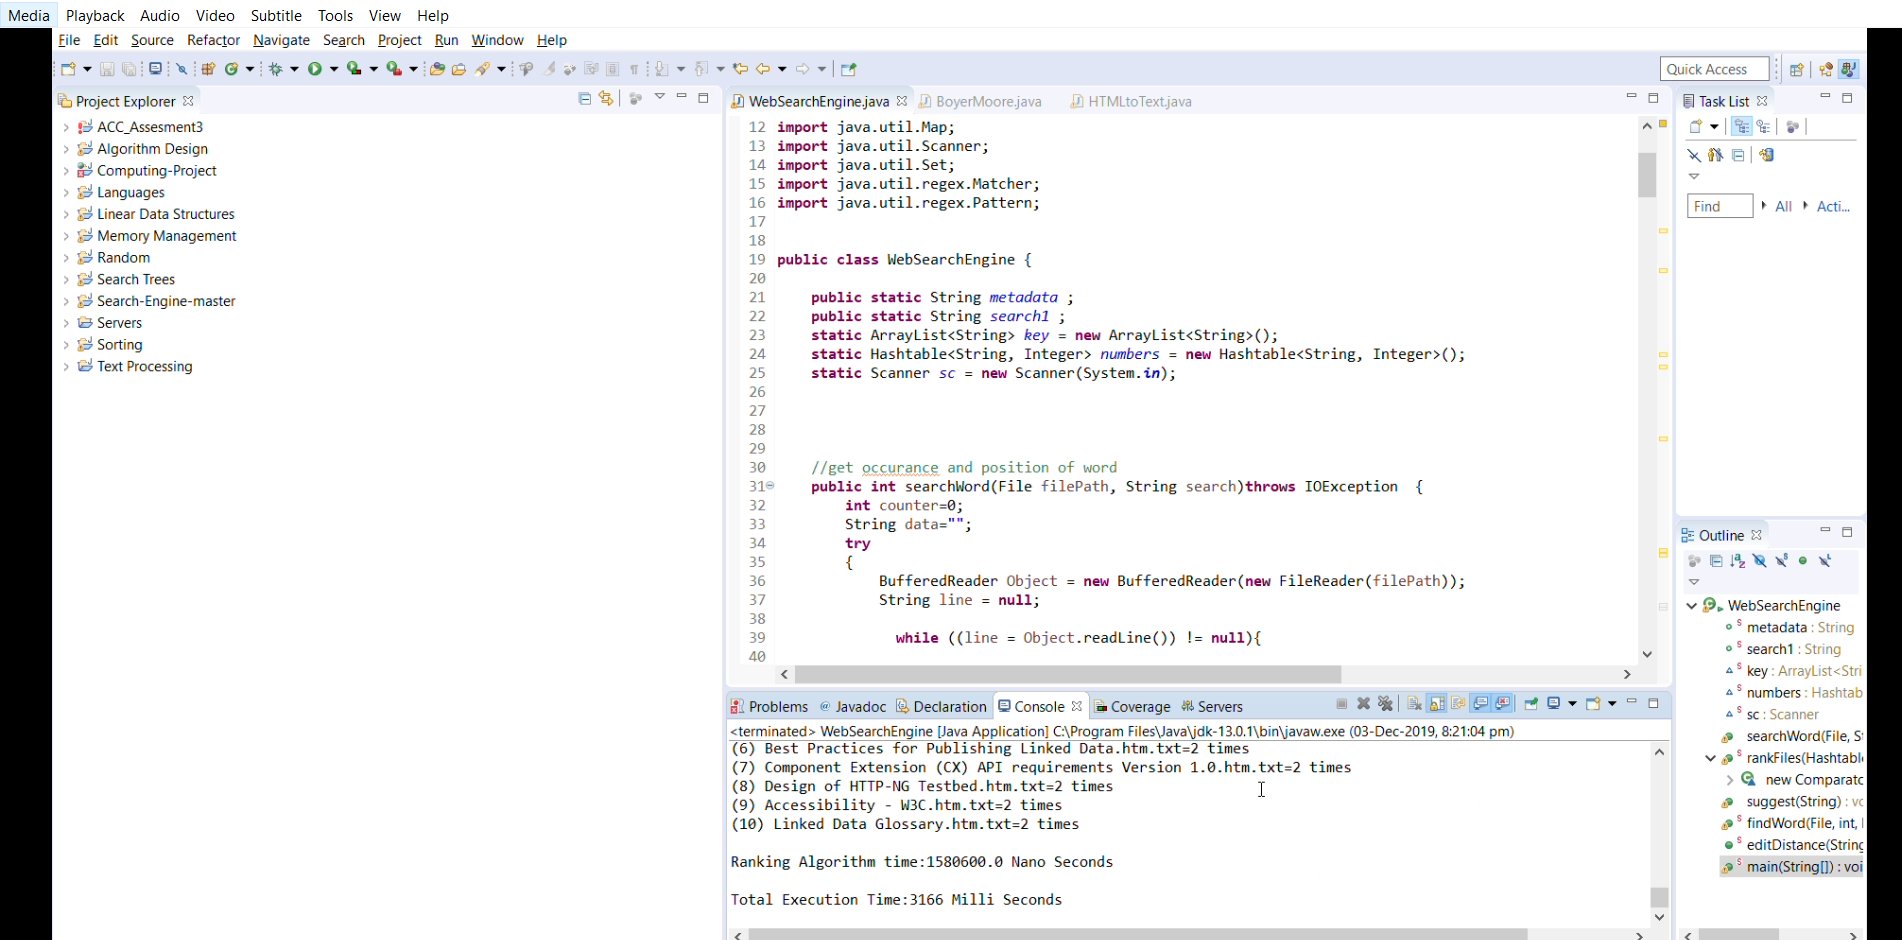 Media Playback Audio Video Subtitle Tools View Help
File Edit Source Refactor Navigate Search Project Run Window Help
Quick Access
Project Explorer
ACC_Assesment3
Algorithm Design
Computing-Project
Languages
Linear Data Structures
Memory Management
Random
Search Trees
Search-Engine-master
Servers
Sorting
Text Processing
WebSearchEngine.java BoyerMoore.java HTMLtoText.java
12 import java.util.Map;
13 import java.util.Scanner;
14 import java.util.Set;
15 import java.util.regex.Matcher;
16 import java.util.regex.Pattern;
17
18
19 public class WebSearchEngine {
20
21 public static String metadata ;
22 public static String search1 ;
23 static ArrayList<String> key = new ArrayList<String>();
24 static Hashtable<String, Integer> numbers = new Hashtable<String, Integer>();
25 static Scanner sc = new Scanner(System.in);
26
27
28
29
30 //get occurance and position of word
31 public int searchWord(File filePath, String search)throws IOException {
32 int counter=0;
33 String data="";
34 try
35 {
36 BufferedReader Object = new BufferedReader(new FileReader(filePath));
37 String line = null;
38
39 while ((line = Object.readLine()) != null){
40
Problems @ Javadoc Declaration Console Coverage Servers
<terminated> WebSearchEngine [Java Application] C:\Program Files\Java\jdk-13.0.1\bin\javaw.exe (03-Dec-2019, 8:21:04 pm)
(6) Best Practices for Publishing Linked Data.htm.txt=2 times
(7) Component Extension (CX) API requirements Version 1.0.htm.txt=2 times
(8) Design of HTTP-NG Testbed.htm.txt=2 times
(9) Accessibility - W3C.htm.txt=2 times
(10) Linked Data Glossary.htm.txt=2 times
Ranking Algorithm time:1580600.0 Nano Seconds
Total Execution Time:3166 Milli Seconds
Task List
Find All Acti...
Outline
WebSearchEngine
metadata : String
search1 : String
key : ArrayList<Stri
numbers : Hashtab
sc : Scanner
searchWord(File, S
rankFiles(Hashtabl
new Comparato
suggest(String) : vo
findWord(File, int,
editDistance(String
main(String[]) : voi